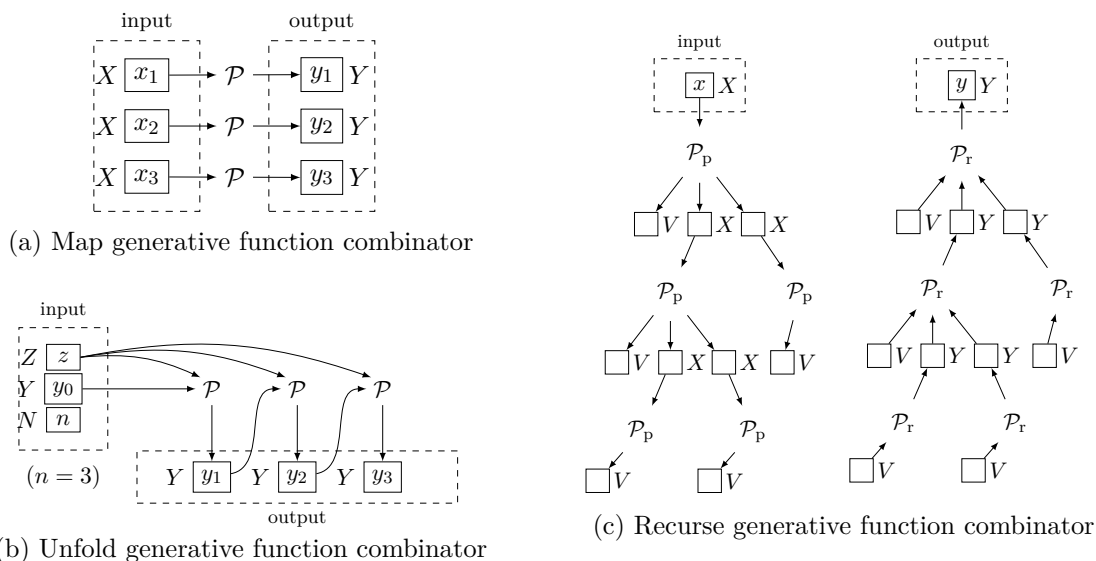 input output
X x₁ 𝒫 y₁ Y
X x₂ 𝒫 y₂ Y
X x₃ 𝒫 y₃ Y
(a) Map generative function combinator
input
Z z
Y y₀ 𝒫 𝒫 𝒫
N n
(n = 3) Y y₁ Y y₂ Y y₃
output
(b) Unfold generative function combinator
input
x X
𝒫ₚ
V X X
𝒫ₚ 𝒫ₚ
V X X V
𝒫ₚ 𝒫ₚ
V V
output
y Y
𝒫ᵣ
V Y Y
𝒫ᵣ 𝒫ᵣ
V Y Y V
𝒫ᵣ 𝒫ᵣ
V V
(c) Recurse generative function combinator